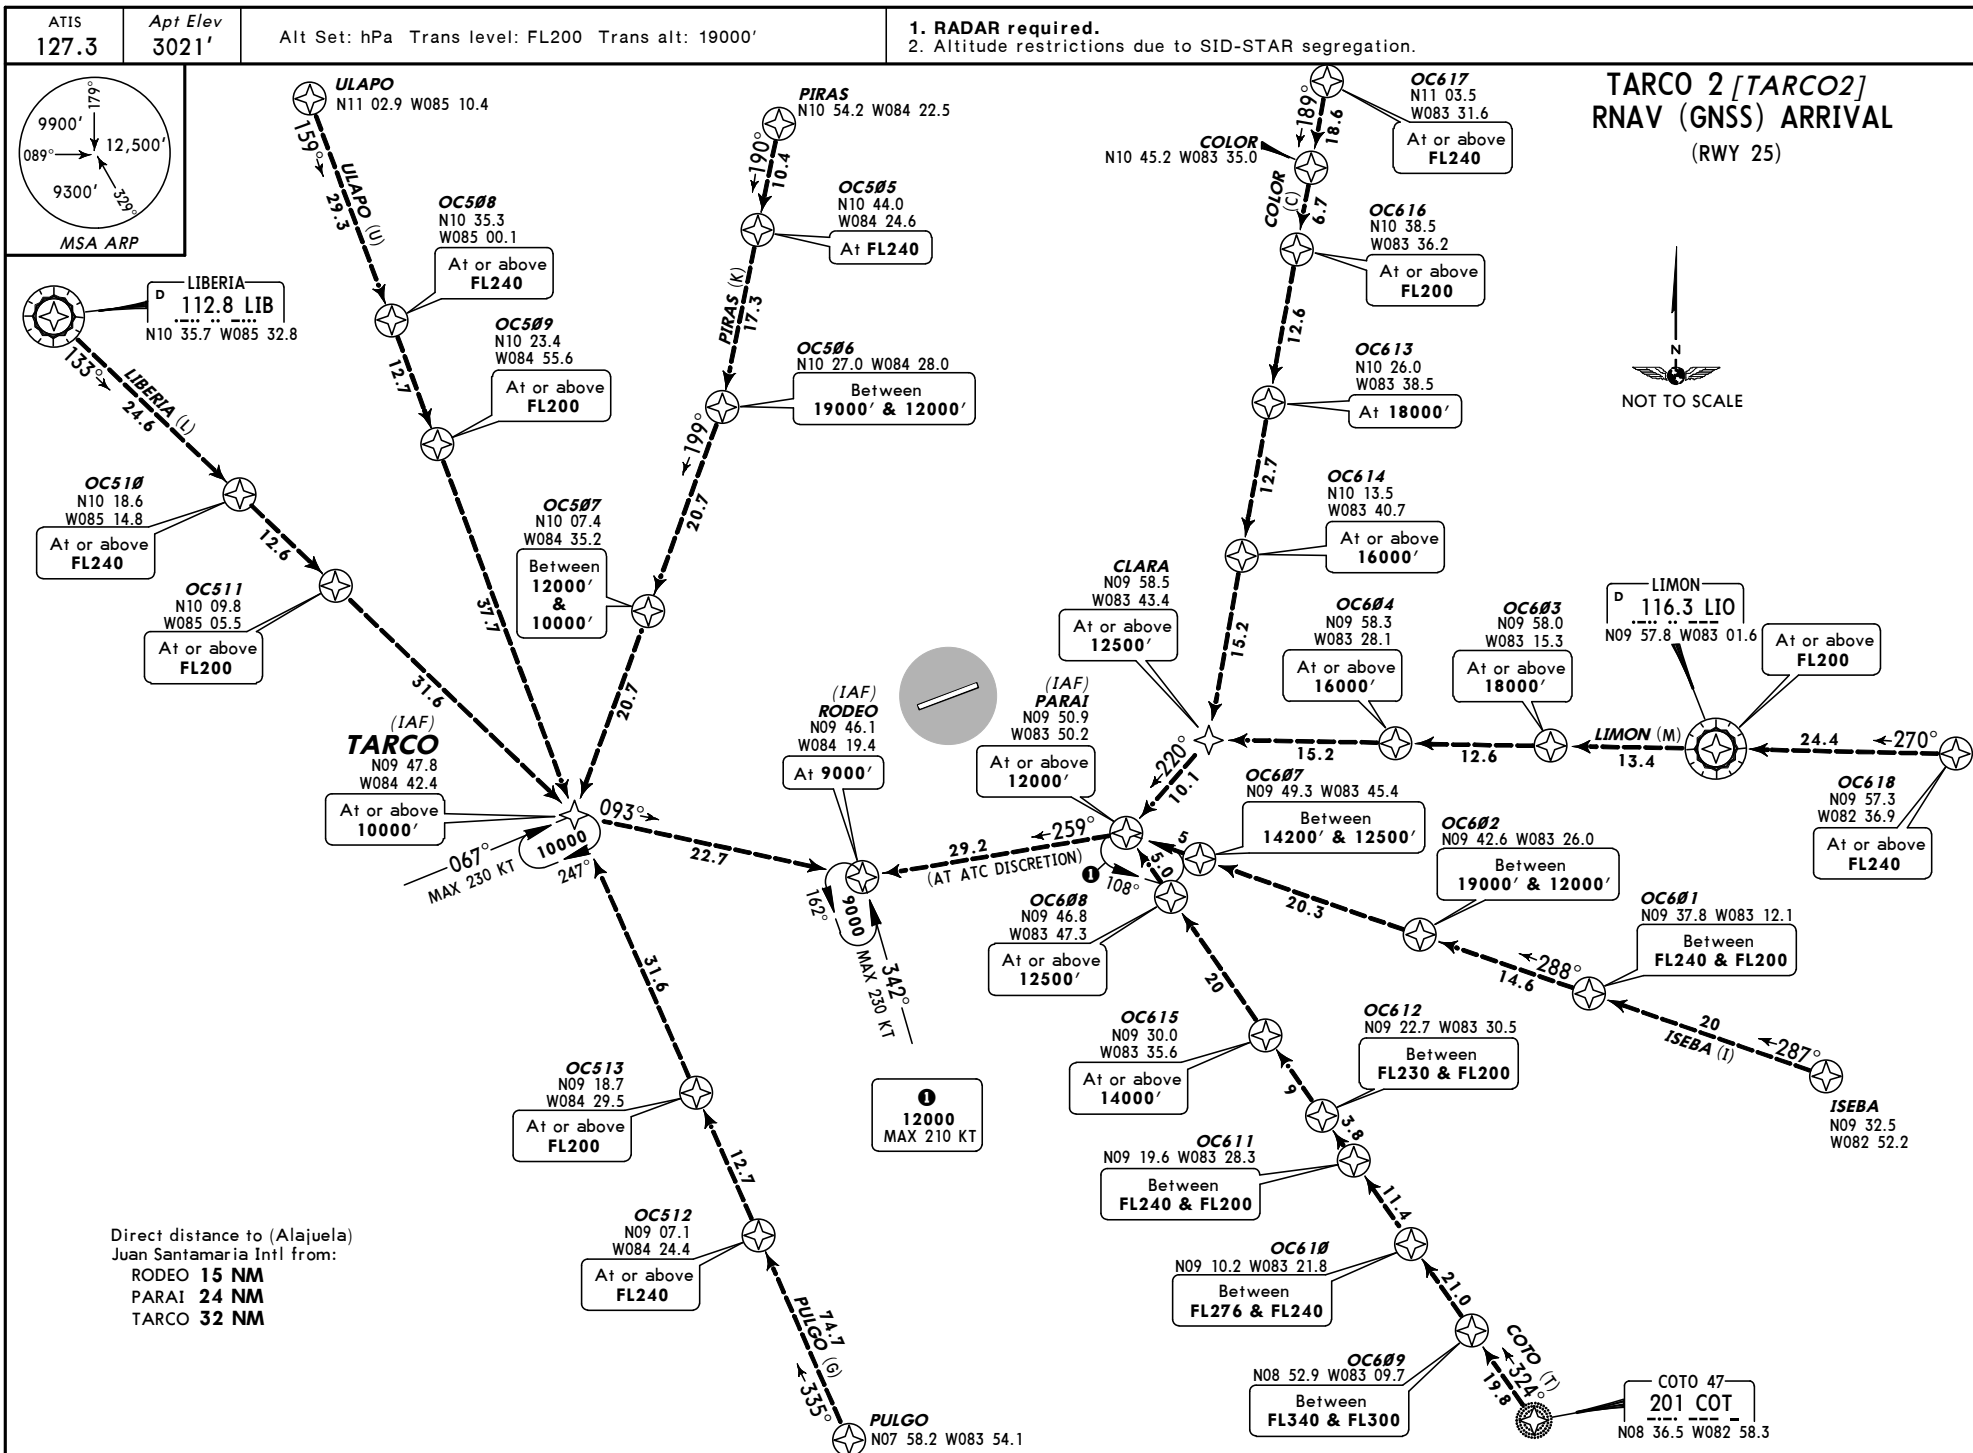 ATIS
127.3
Apt Elev
3021'
Alt Set: hPa Trans level: FL200 Trans alt: 19000'
1. RADAR required.
2. Altitude restrictions due to SID-STAR segregation.
TARCO 2 [TARCO2]
RNAV (GNSS) ARRIVAL
(RWY 25)
179°
9900'
12,500'
089°
9300'
329°
MSA ARP
ULAPO
N11 02.9 W085 10.4
159°
ULAPO (U)
29.3
PIRAS
N10 54.2 W084 22.5
190°
10.4
OC5Ø5
N10 44.0
W084 24.6
At FL240
PIRAS (K)
17.3
OC5Ø8
N10 35.3
W085 00.1
At or above
FL240
12.7
OC5Ø9
N10 23.4
W084 55.6
At or above
FL200
37.7
OC5Ø6
N10 27.0 W084 28.0
Between
19000' & 12000'
199°
20.7
OC5Ø7
N10 07.4
W084 35.2
Between
12000'
&
10000'
20.7
LIBERIA
D
112.8 LIB
N10 35.7 W085 32.8
133°
LIBERIA (L)
24.6
OC51Ø
N10 18.6
W085 14.8
At or above
FL240
12.6
OC511
N10 09.8
W085 05.5
At or above
FL200
31.6
(IAF)
TARCO
N09 47.8
W084 42.4
At or above
10000'
067°
MAX 230 KT
10000
247°
093°
22.7
(IAF)
RODEO
N09 46.1
W084 19.4
At 9000'
162°
9000
342°
MAX 230 KT
29.2
259°
(AT ATC DISCRETION)
(IAF)
PARAI
N09 50.9
W083 50.2
At or above
12000'
❶
108°
❶
12000
MAX 210 KT
OC617
N11 03.5
W083 31.6
At or above
FL240
189°
18.6
COLOR
N10 45.2 W083 35.0
COLOR
(C)
6.7
OC616
N10 38.5
W083 36.2
At or above
FL200
12.6
OC613
N10 26.0
W083 38.5
At 18000'
12.7
OC614
N10 13.5
W083 40.7
At or above
16000'
15.2
CLARA
N09 58.5
W083 43.4
At or above
12500'
220°
10.1
N
NOT TO SCALE
OC6Ø4
N09 58.3
W083 28.1
At or above
16000'
15.2
OC6Ø3
N09 58.0
W083 15.3
At or above
18000'
12.6
LIMON
D
116.3 LIO
N09 57.8 W083 01.6
At or above
FL200
LIMON (M)
13.4
24.4
270°
OC618
N09 57.3
W082 36.9
At or above
FL240
OC6Ø7
N09 49.3 W083 45.4
Between
14200' & 12500'
5
5.0
20.3
OC6Ø2
N09 42.6 W083 26.0
Between
19000' & 12000'
288°
14.6
OC6Ø1
N09 37.8 W083 12.1
Between
FL240 & FL200
20
ISEBA (I)
287°
ISEBA
N09 32.5
W082 52.2
OC6Ø8
N09 46.8
W083 47.3
At or above
12500'
20
OC615
N09 30.0
W083 35.6
At or above
14000'
9
OC612
N09 22.7 W083 30.5
Between
FL230 & FL200
3.8
OC611
N09 19.6 W083 28.3
Between
FL240 & FL200
11.4
OC61Ø
N09 10.2 W083 21.8
Between
FL276 & FL240
21.0
OC6Ø9
N08 52.9 W083 09.7
Between
FL340 & FL300
COTO (T)
324°
19.8
COTO 47
201 COT
N08 36.5 W082 58.3
31.6
OC513
N09 18.7
W084 29.5
At or above
FL200
12.7
OC512
N09 07.1
W084 24.4
At or above
FL240
74.7
PULGO (G)
335°
PULGO
N07 58.2 W083 54.1
Direct distance to (Alajuela)
Juan Santamaria Intl from:
RODEO 15 NM
PARAI 24 NM
TARCO 32 NM